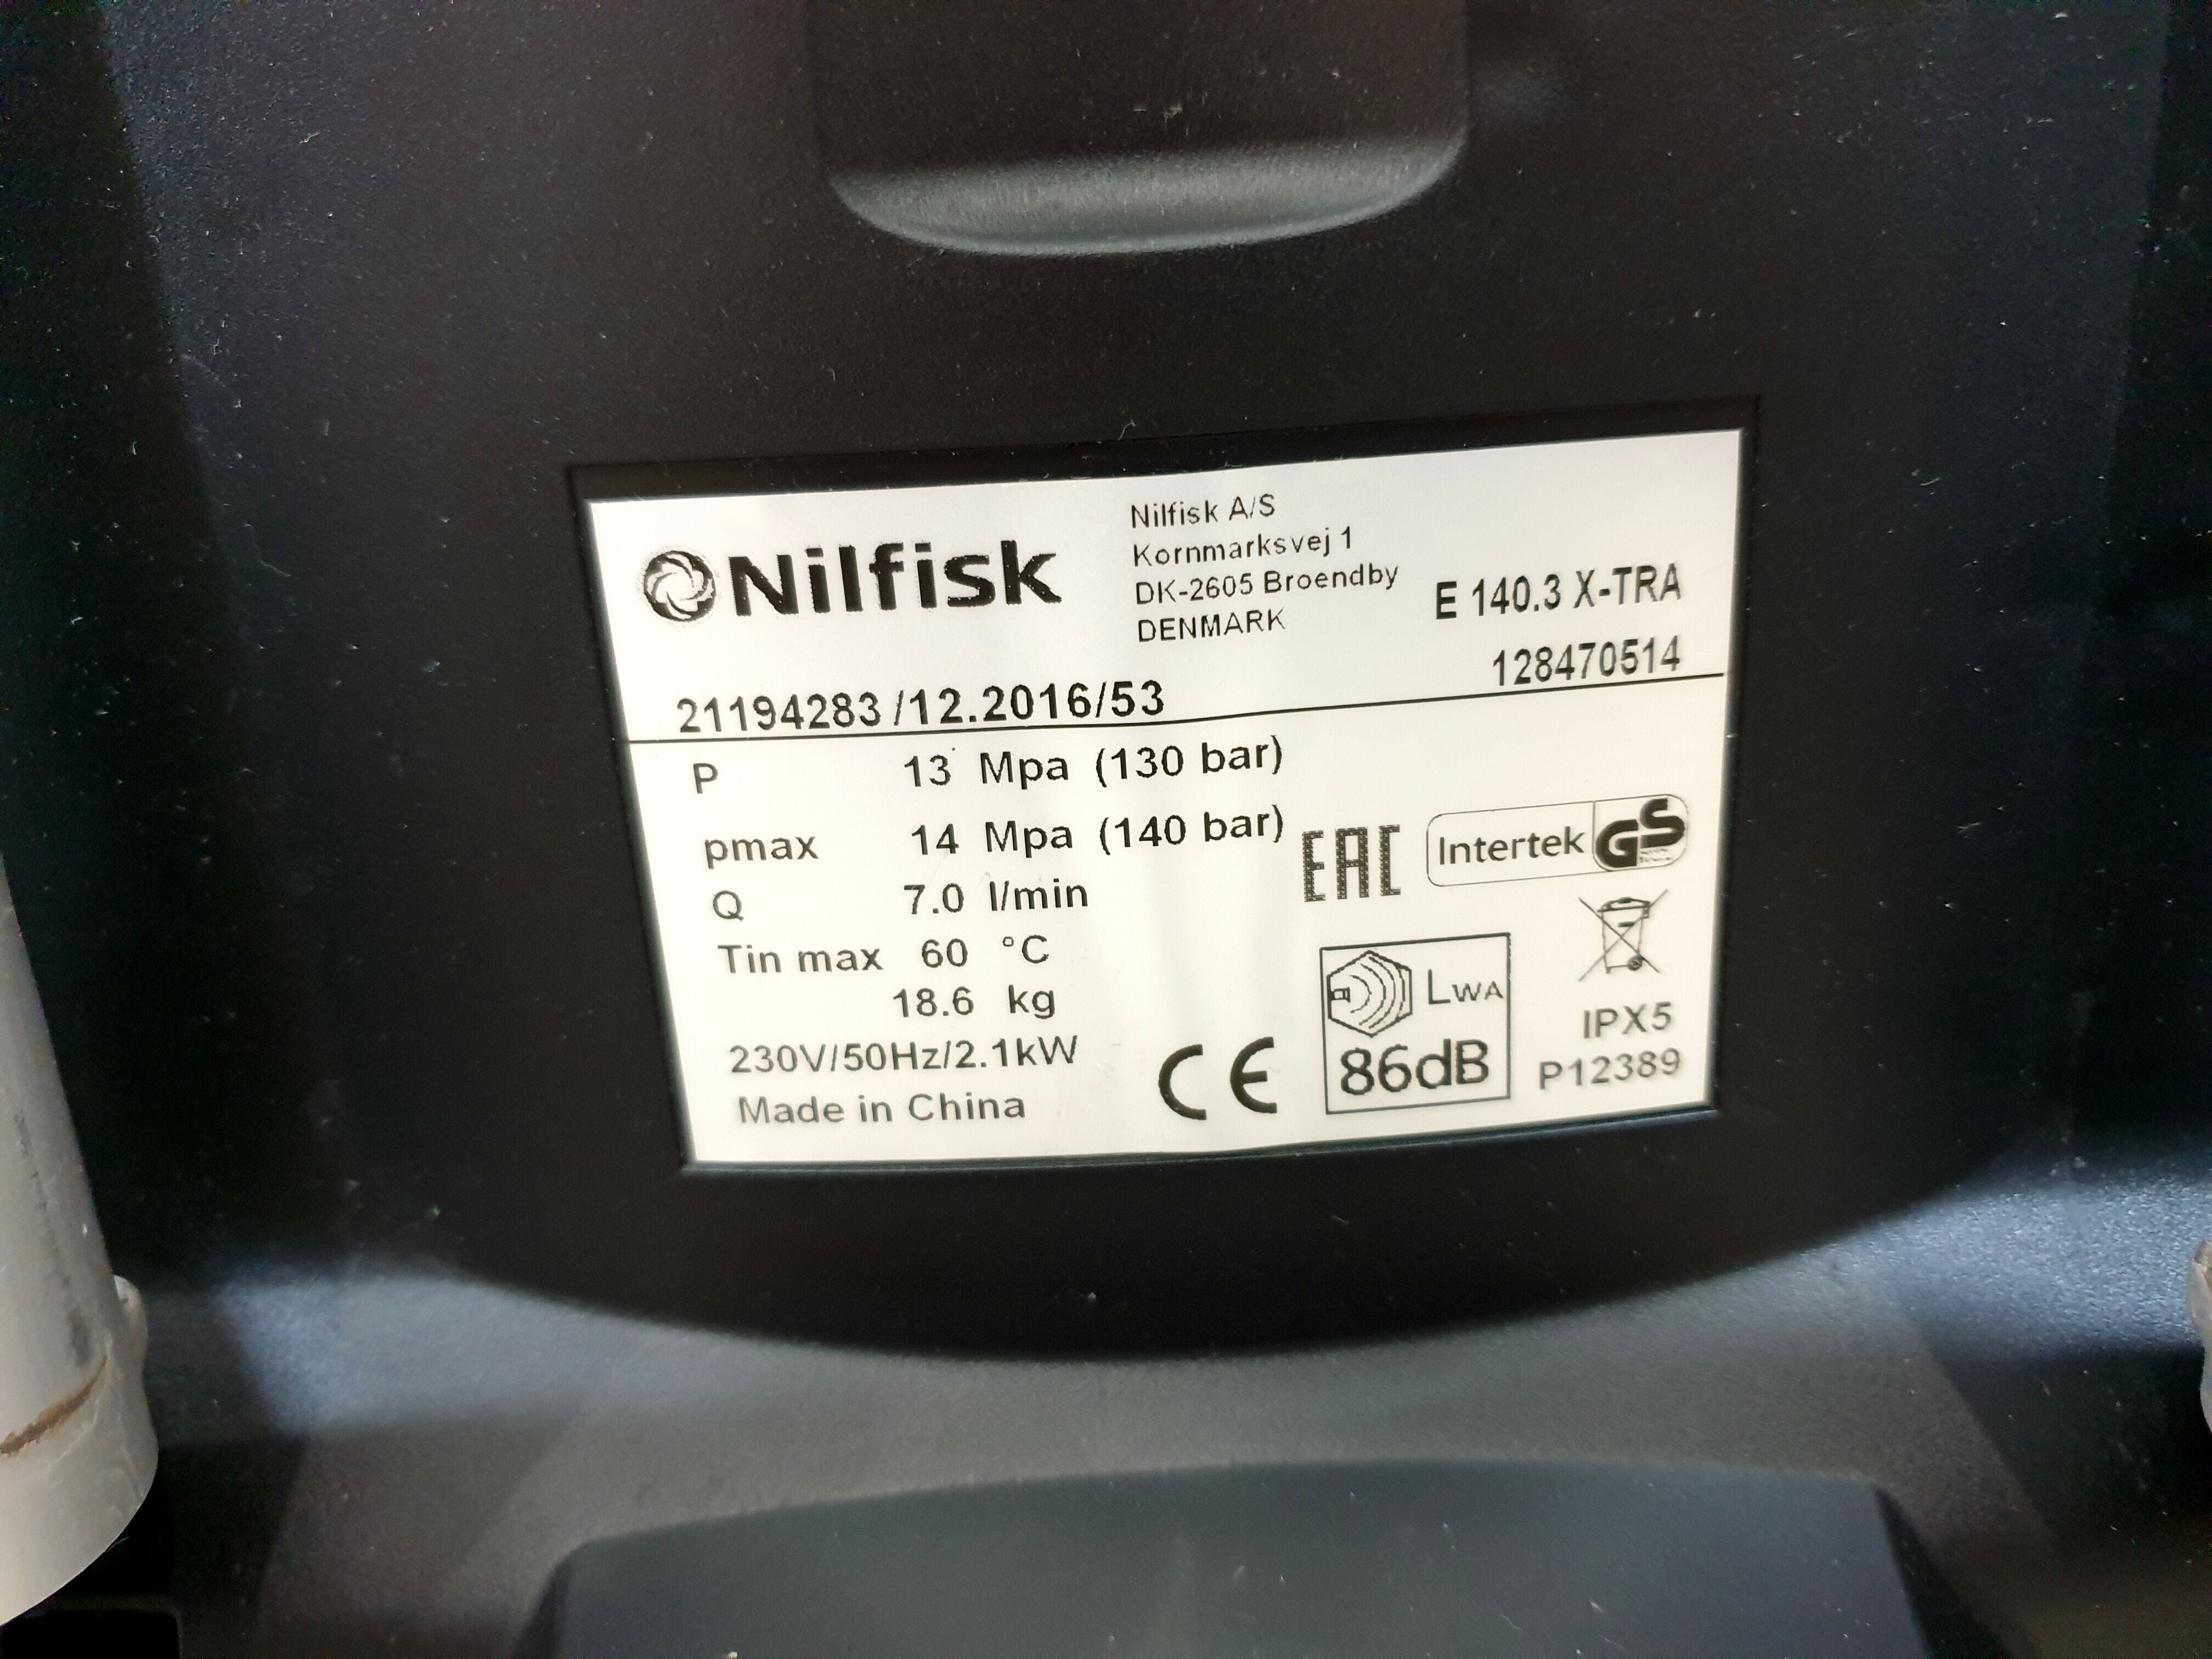 Nilfisk
Nilfisk A/S
Kornmarksvej 1
DK-2605 Broendby
DENMARK
E 140.3 X-TRA
128470514
21194283 /12.2016/53
P 13 Mpa (130 bar)
pmax 14 Mpa (140 bar)
Q 7.0 l/min
Tin max 60 °C
18.6 kg
230V/50Hz/2.1kW
Made in China
EAC
Intertek GS
CE
LWA
86dB
IPX5
P12389